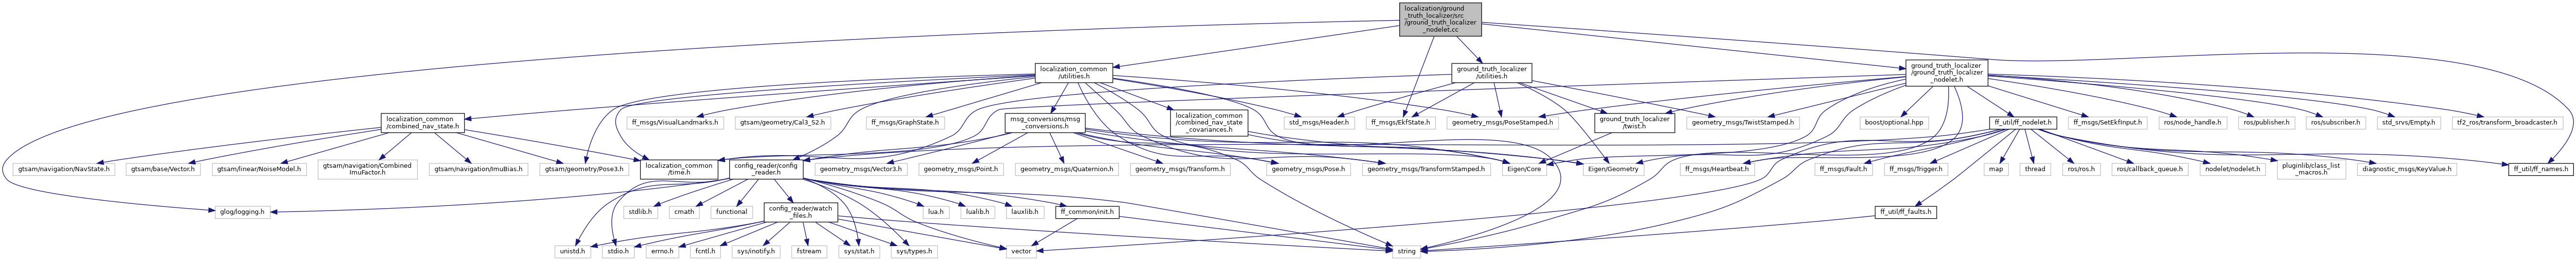 localization/ground
_truth_localizer/src
/ground_truth_localizer
_nodelet.cc
localization_common
/utilities.h
ground_truth_localizer
/utilities.h
ground_truth_localizer
/ground_truth_localizer
_nodelet.h
localization_common
/combined_nav_state.h
ff_msgs/VisualLandmarks.h
gtsam/geometry/Cal3_S2.h
ff_msgs/GraphState.h
msg_conversions/msg
_conversions.h
localization_common
/combined_nav_state
_covariances.h
std_msgs/Header.h
ff_msgs/EkfState.h
geometry_msgs/PoseStamped.h
ground_truth_localizer
/twist.h
geometry_msgs/TwistStamped.h
boost/optional.hpp
ff_util/ff_nodelet.h
ff_msgs/SetEkfInput.h
ros/node_handle.h
ros/publisher.h
ros/subscriber.h
std_srvs/Empty.h
tf2_ros/transform_broadcaster.h
gtsam/navigation/NavState.h
gtsam/base/Vector.h
gtsam/linear/NoiseModel.h
gtsam/navigation/Combined
ImuFactor.h
gtsam/navigation/ImuBias.h
gtsam/geometry/Pose3.h
localization_common
/time.h
config_reader/config
_reader.h
geometry_msgs/Vector3.h
geometry_msgs/Point.h
geometry_msgs/Quaternion.h
geometry_msgs/Transform.h
geometry_msgs/Pose.h
geometry_msgs/TransformStamped.h
Eigen/Core
Eigen/Geometry
ff_msgs/Heartbeat.h
ff_msgs/Fault.h
ff_msgs/Trigger.h
map
thread
ros/ros.h
ros/callback_queue.h
nodelet/nodelet.h
pluginlib/class_list
_macros.h
diagnostic_msgs/KeyValue.h
ff_util/ff_names.h
glog/logging.h
stdlib.h
cmath
functional
config_reader/watch
_files.h
lua.h
lualib.h
lauxlib.h
ff_common/init.h
ff_util/ff_faults.h
unistd.h
stdio.h
errno.h
fcntl.h
sys/inotify.h
fstream
sys/stat.h
sys/types.h
vector
string